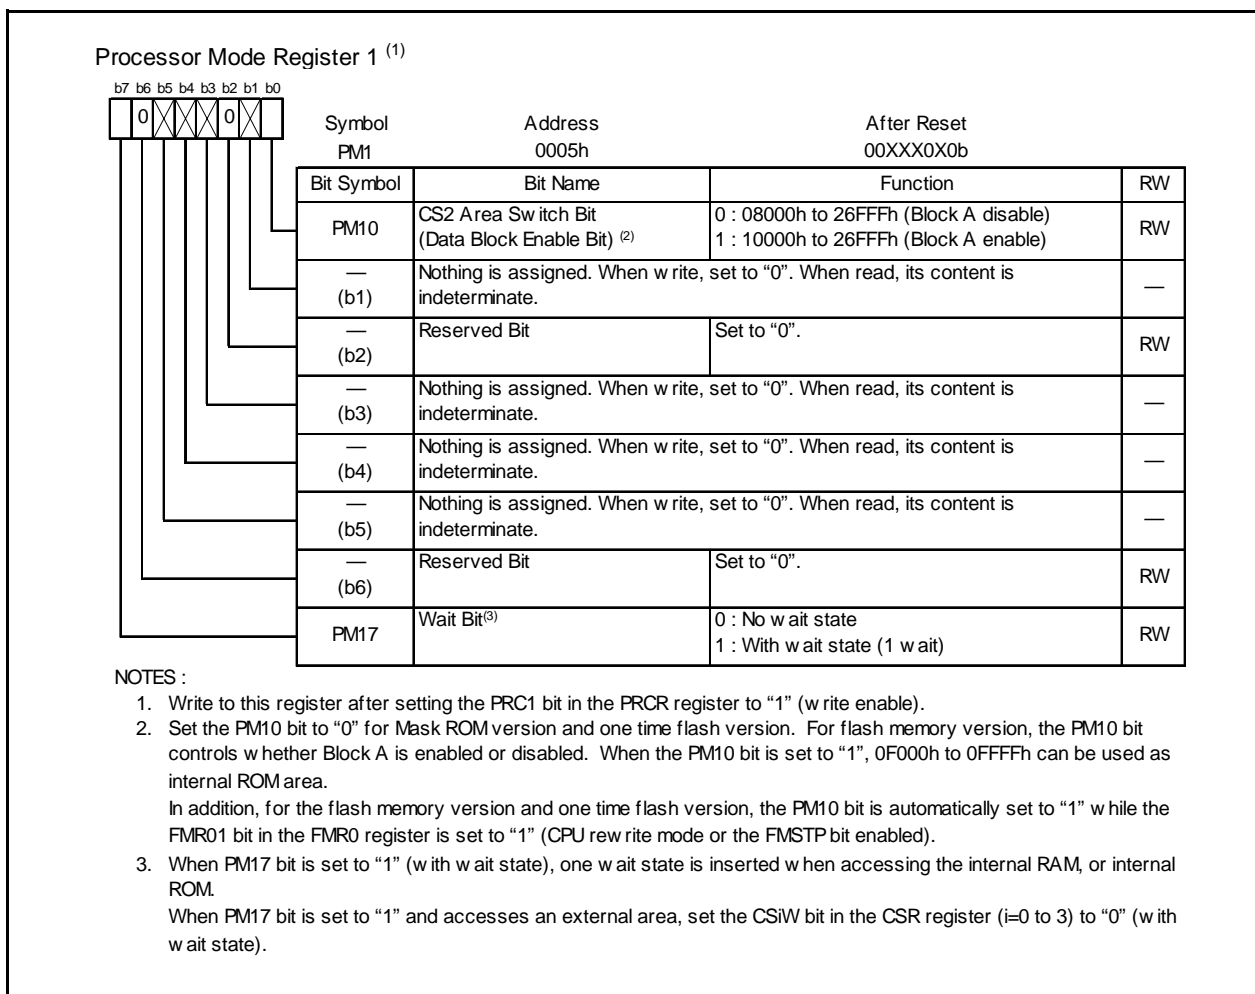 Processor Mode Register 1 (1)
b7 b6 b5 b4 b3 b2 b1 b0
0 0
Symbol Address After Reset
PM1 0005h 00XXX0X0b
Bit Symbol Bit Name Function RW
PM10 CS2 Area Switch Bit 0 : 08000h to 26FFFh (Block A disable) RW
(Data Block Enable Bit) (2) 1 : 10000h to 26FFFh (Block A enable)
— Nothing is assigned. When write, set to “0”. When read, its content is —
(b1) indeterminate.
— Reserved Bit Set to “0”. RW
(b2)
— Nothing is assigned. When write, set to “0”. When read, its content is —
(b3) indeterminate.
— Nothing is assigned. When write, set to “0”. When read, its content is —
(b4) indeterminate.
— Nothing is assigned. When write, set to “0”. When read, its content is —
(b5) indeterminate.
— Reserved Bit Set to “0”. RW
(b6)
PM17 Wait Bit(3) 0 : No wait state RW
1 : With wait state (1 wait)
NOTES :
1. Write to this register after setting the PRC1 bit in the PRCR register to “1” (write enable).
2. Set the PM10 bit to “0” for Mask ROM version and one time flash version. For flash memory version, the PM10 bit
controls whether Block A is enabled or disabled. When the PM10 bit is set to “1”, 0F000h to 0FFFFh can be used as
internal ROM area.
In addition, for the flash memory version and one time flash version, the PM10 bit is automatically set to “1” while the
FMR01 bit in the FMR0 register is set to “1” (CPU rewrite mode or the FMSTP bit enabled).
3. When PM17 bit is set to “1” (with wait state), one wait state is inserted when accessing the internal RAM, or internal
ROM.
When PM17 bit is set to “1” and accesses an external area, set the CSiW bit in the CSR register (i=0 to 3) to “0” (with
wait state).